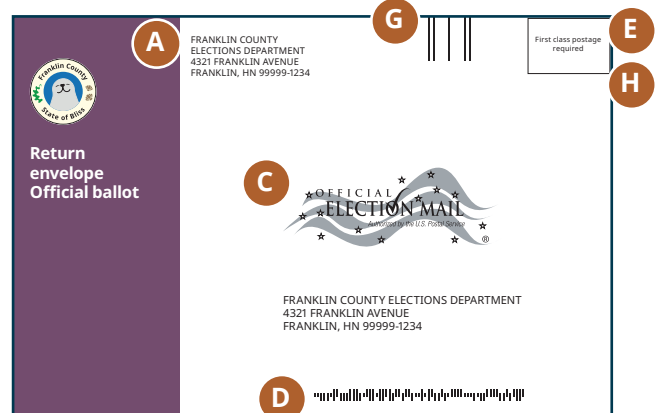 G
E
A
FRANKLIN COUNTY
ELECTIONS DEPARTMENT
4321 FRANKLIN AVENUE
FRANKLIN, HN 99999-1234
First class postage
required
H
Franklin County
State of Bliss
Return
envelope
Official ballot
C
OFFICIAL
ELECTION MAIL
Authorized by the U.S. Postal Service
®
FRANKLIN COUNTY ELECTIONS DEPARTMENT
4321 FRANKLIN AVENUE
FRANKLIN, HN 99999-1234
D